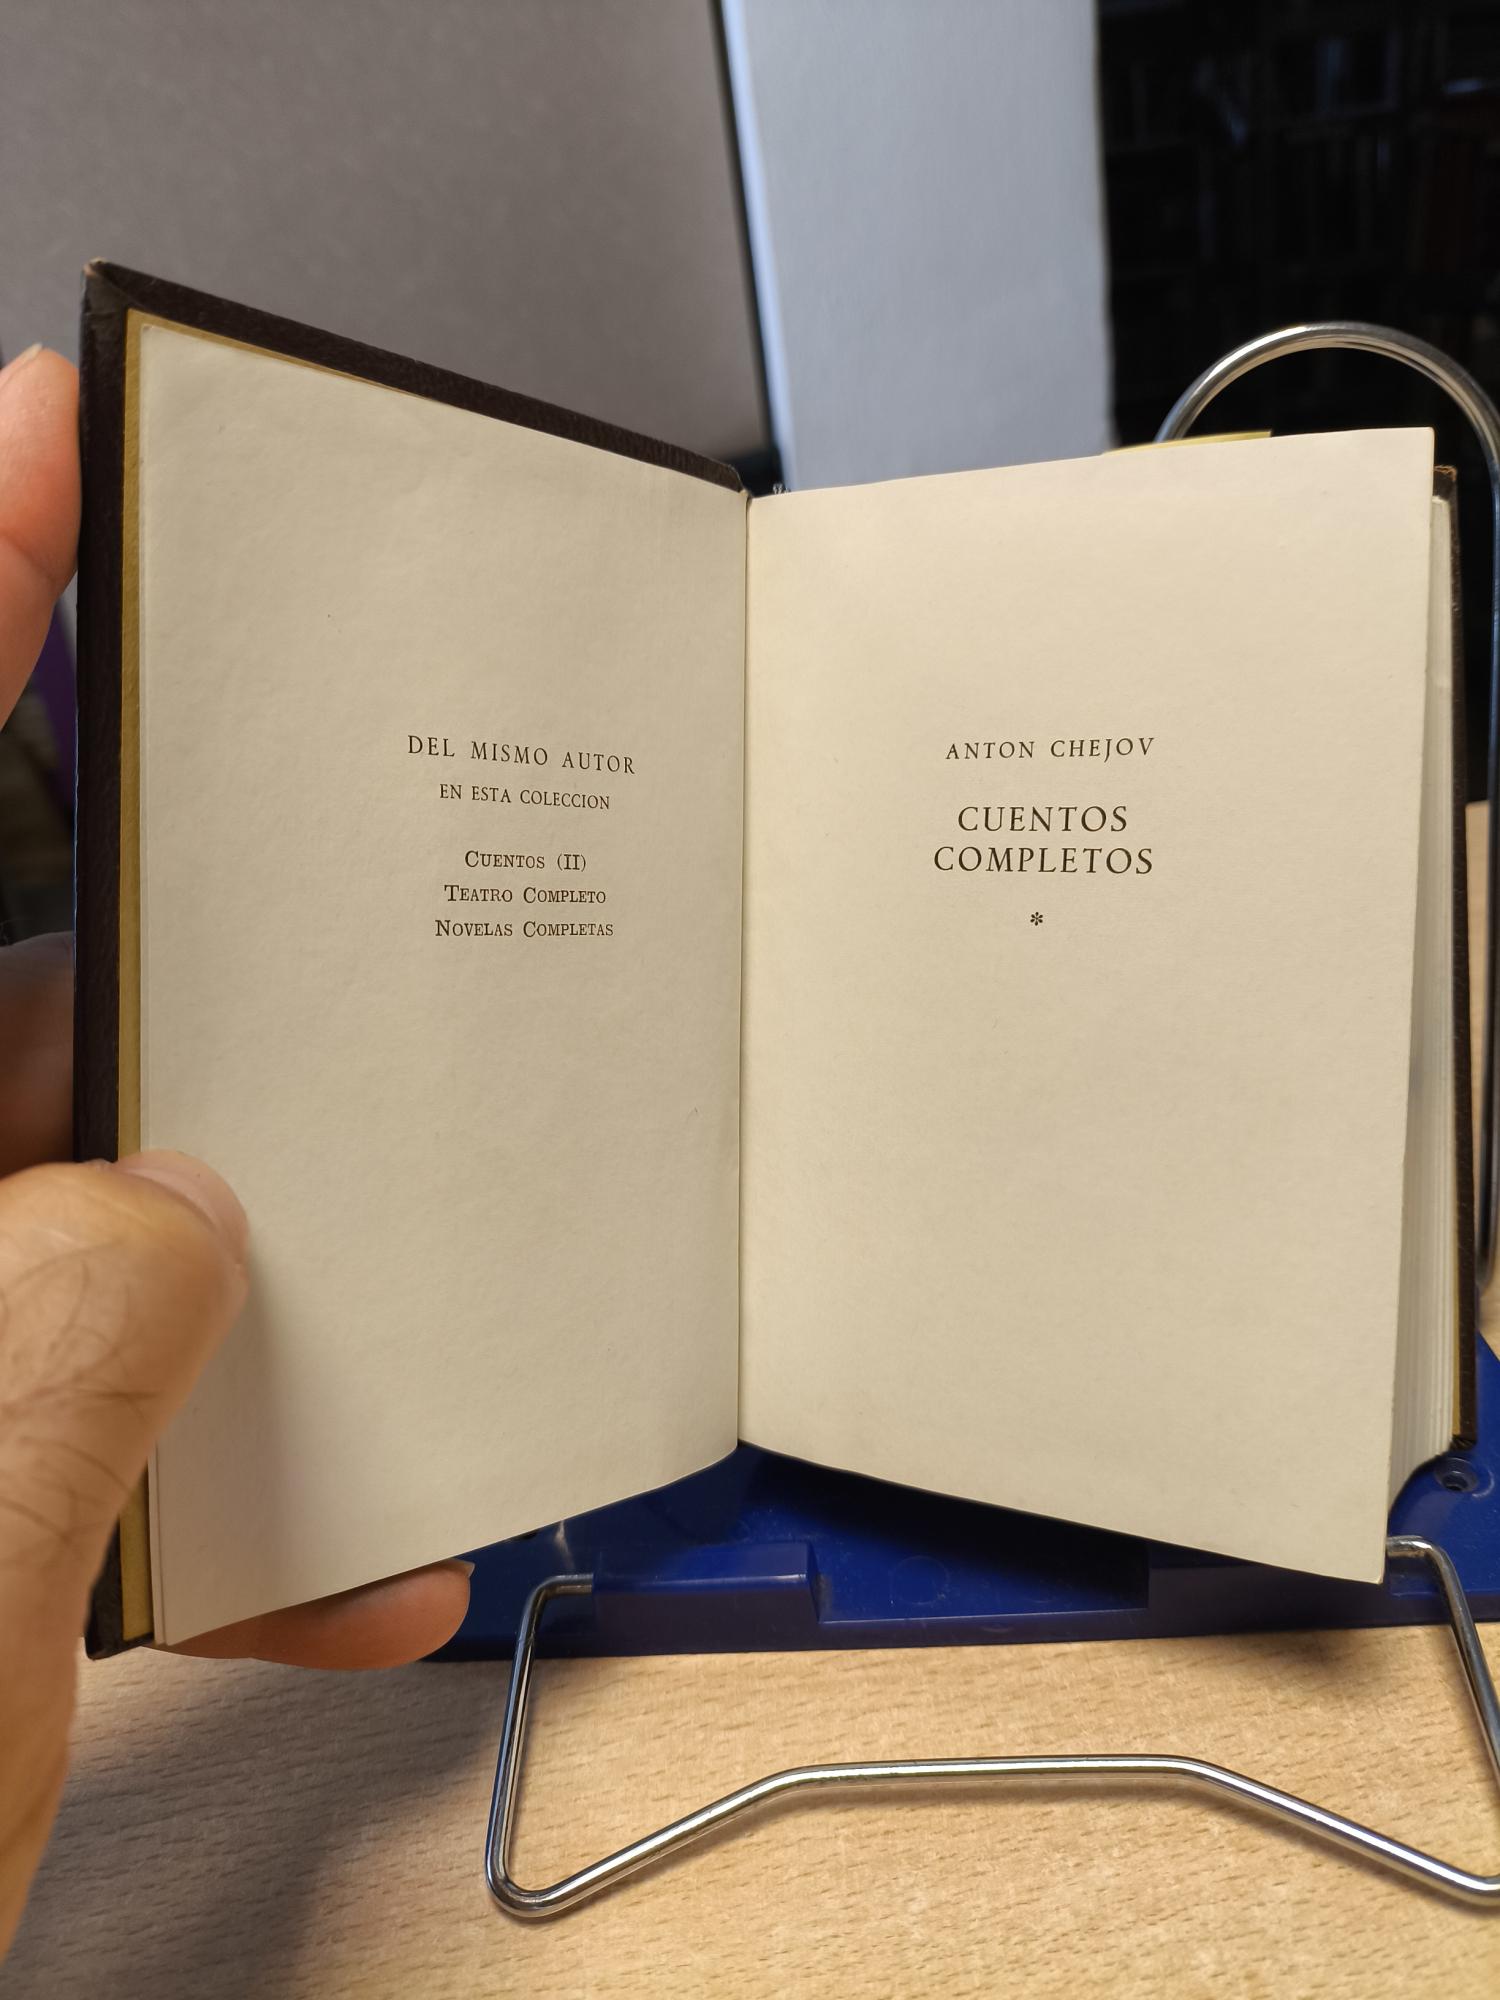 DEL MISMO AUTOR
EN ESTA COLECCION
CUENTOS (II)
TEATRO COMPLETO
NOVELAS COMPLETAS
ANTON CHEJOV
CUENTOS
COMPLETOS
*